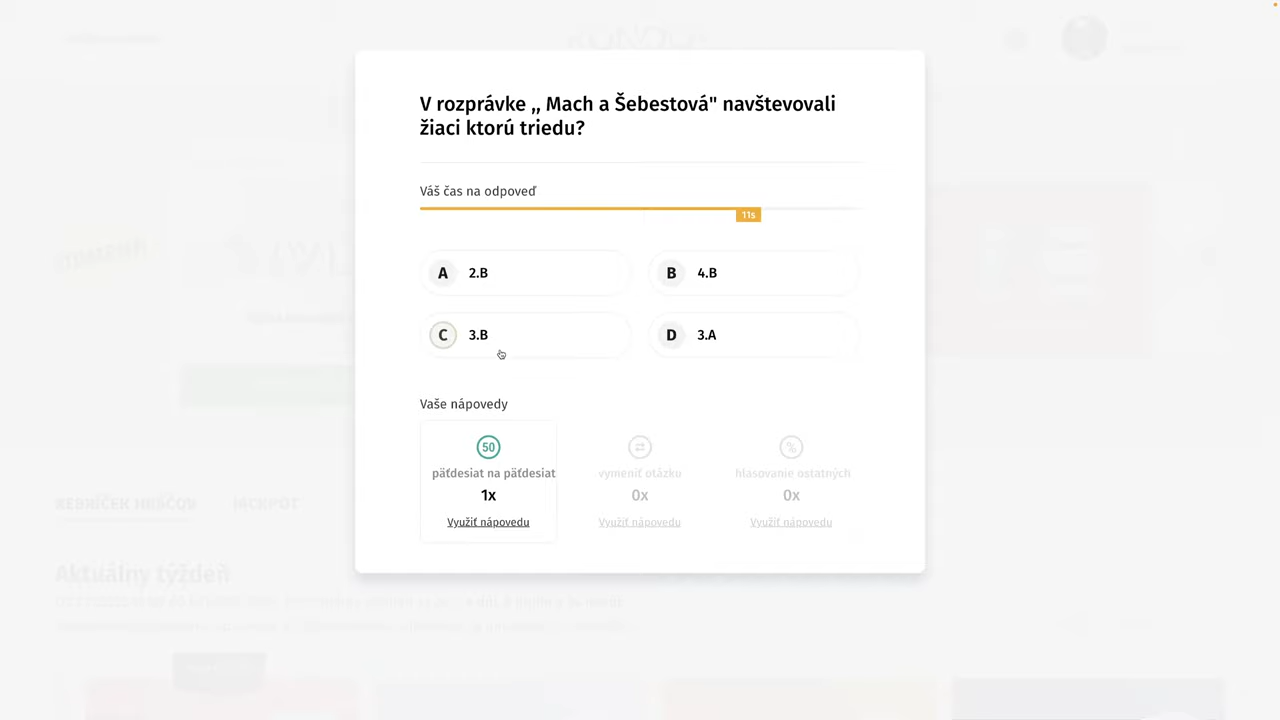 V rozprávke ,, Mach a Šebestová" navštevovali
žiaci ktorú triedu?
Váš čas na odpoveď
11s
A 2.B
B 4.B
C 3.B
D 3.A
Vaše nápovedy
50
päťdesiat na päťdesiat
1x
Využiť nápovedu
vymeniť otázku
0x
Využiť nápovedu
%
hlasovanie ostatných
0x
Využiť nápovedu
REBRÍČEK HRÁČOV
JACKPOT
Aktuálny týždeň